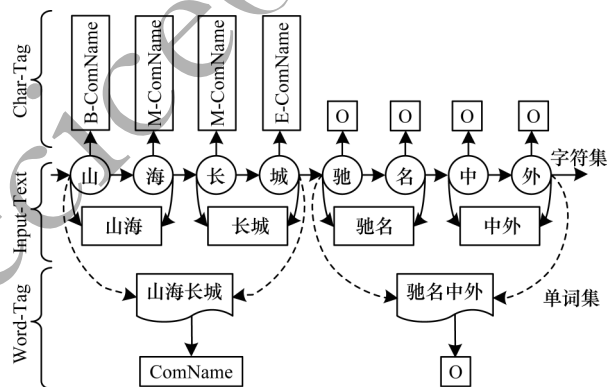 Char-Tag
B-ComName
M-ComName
M-ComName
E-ComName
O
O
O
O
Input-Text
山
海
长
城
驰
名
中
外
字符集
山海
长城
驰名
中外
Word-Tag
山海长城
驰名中外
单词集
ComName
O